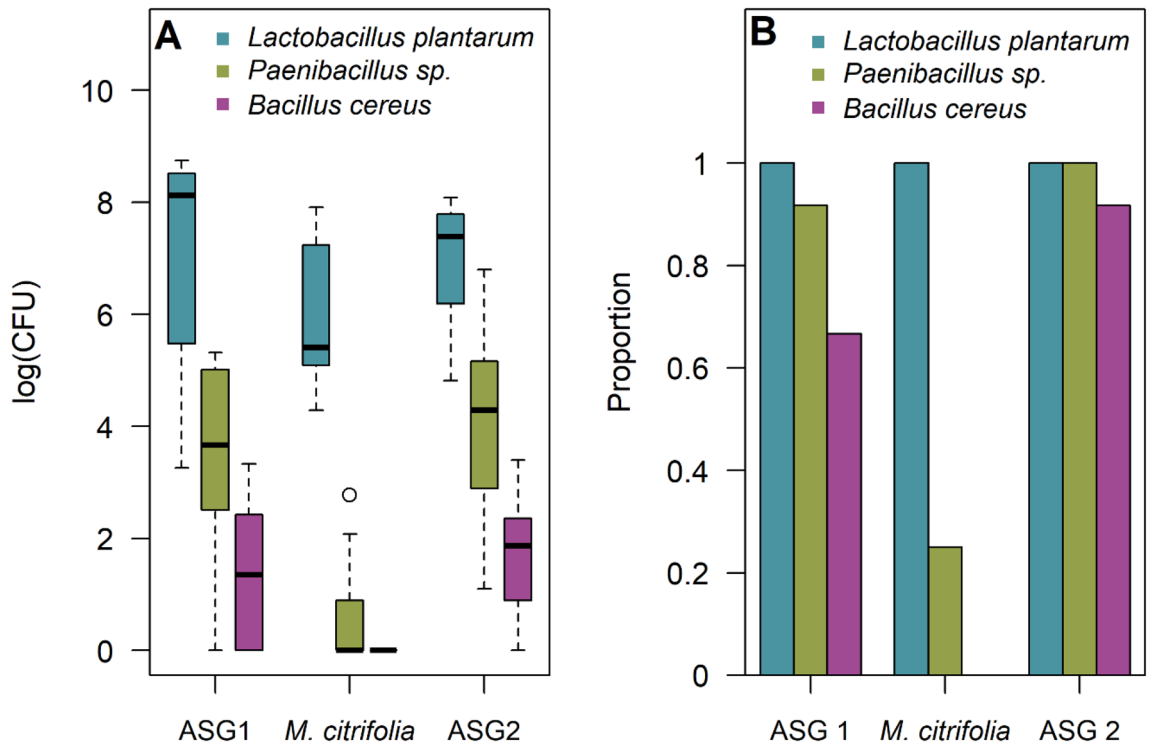 A
Lactobacillus plantarum
Paenibacillus sp.
Bacillus cereus
log(CFU)
10
8
6
4
2
0
ASG1
M. citrifolia
ASG2
B
Lactobacillus plantarum
Paenibacillus sp.
Bacillus cereus
Proportion
1
0.8
0.6
0.4
0.2
0
ASG 1
M. citrifolia
ASG 2